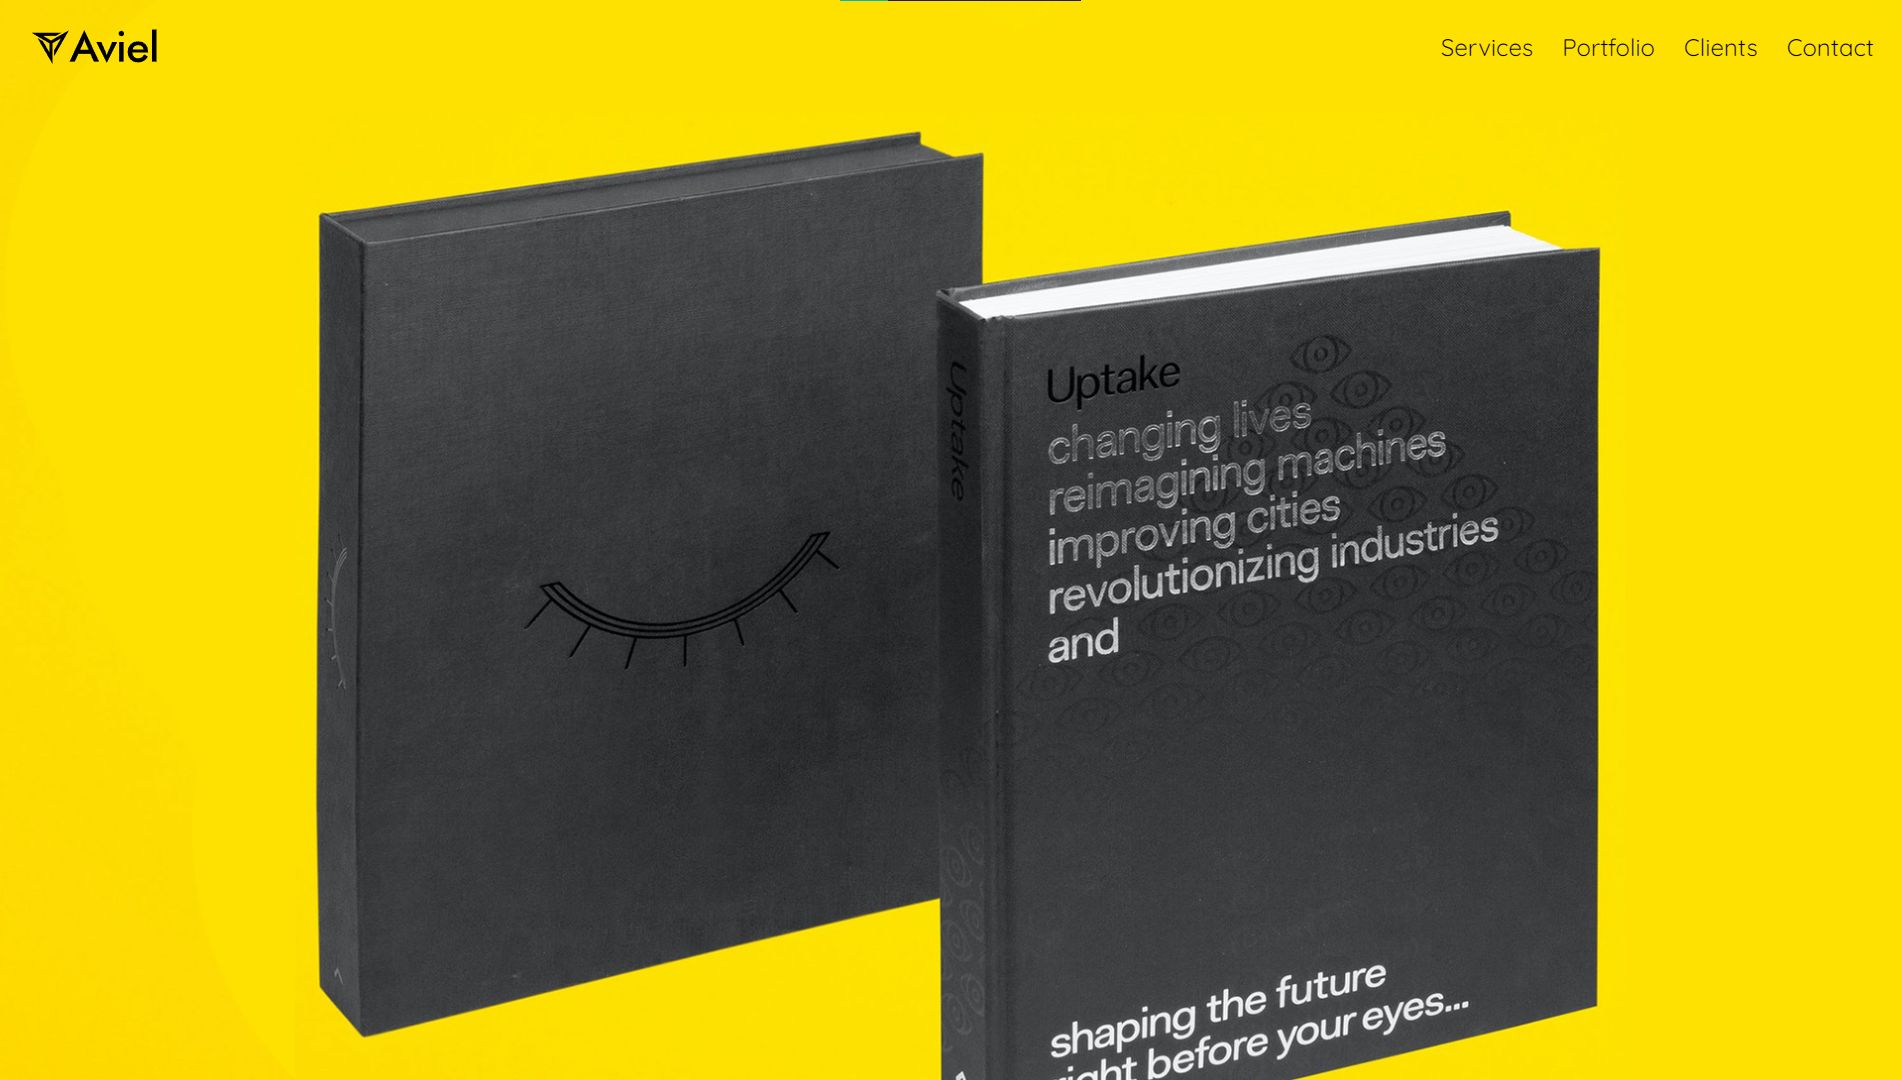 Aviel
Services Portfolio Clients Contact
Uptake
Uptake
changing lives
reimagining machines
improving cities
revolutionizing industries
and
shaping the future
right before your eyes...